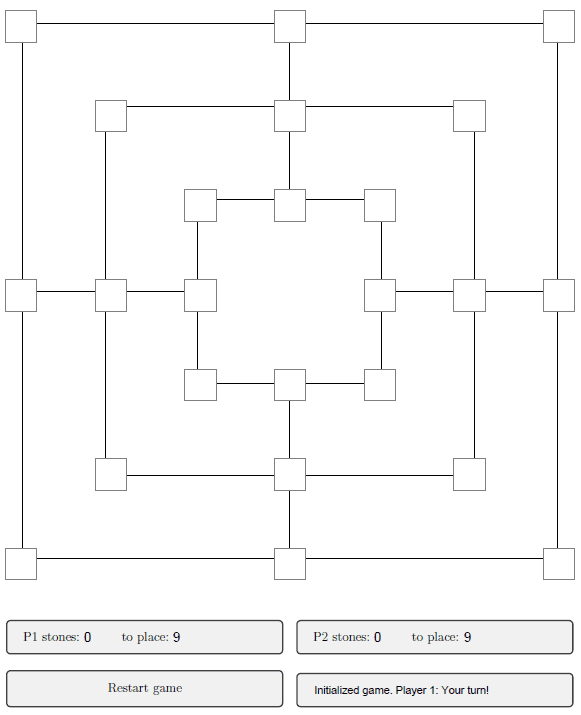 P1 stones: 0 to place: 9
P2 stones: 0 to place: 9
Restart game
Initialized game. Player 1: Your turn!